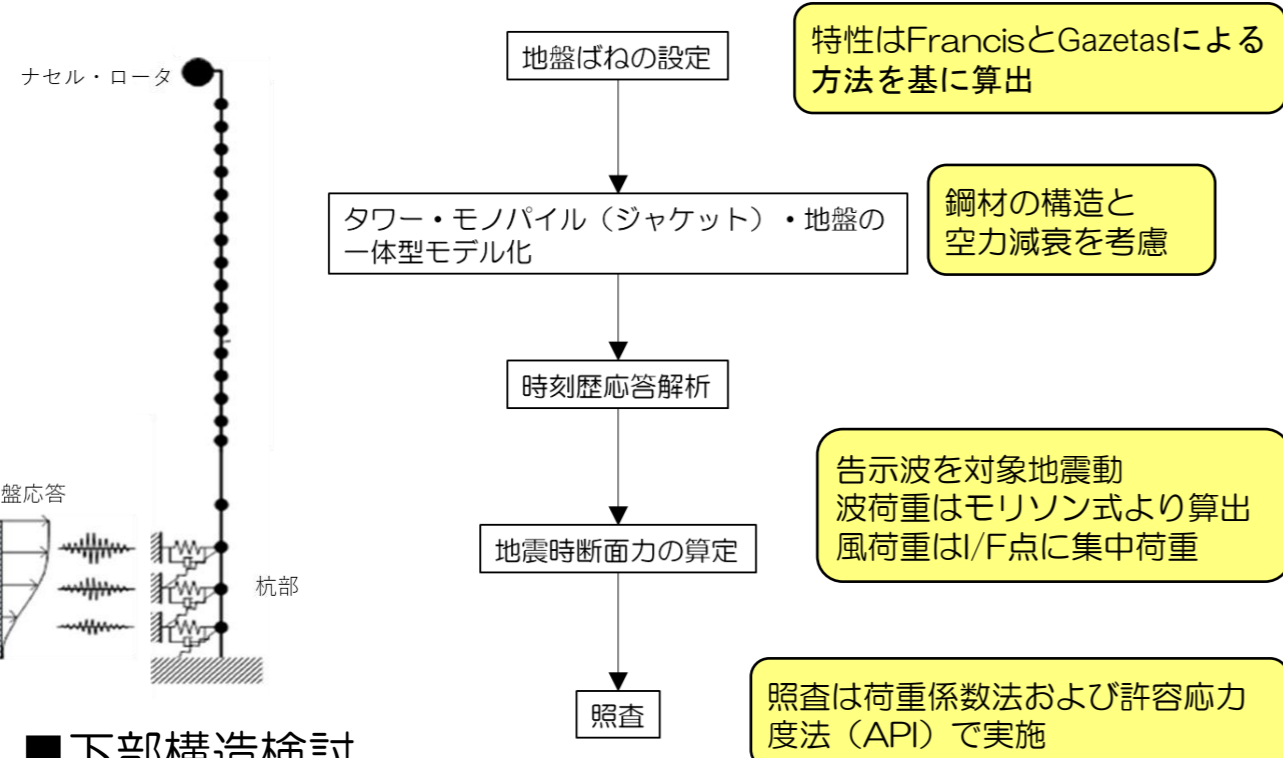 ナセル・ロータ
盤応答
杭部
地盤ばねの設定
特性はFrancisとGazetasによる
方法を基に算出
タワー・モノパイル（ジャケット）・地盤の
一体型モデル化
鋼材の構造と
空力減衰を考慮
時刻歴応答解析
告示波を対象地震動
波荷重はモリソン式より算出
風荷重はI/F点に集中荷重
地震時断面力の算定
照査は荷重係数法および許容応力
度法（API）で実施
照査
■下部構造検討